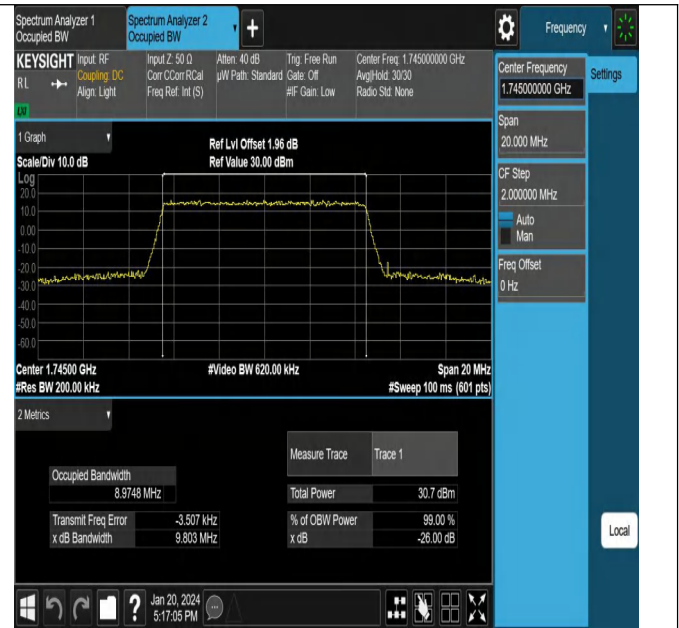 Spectrum Analyzer 1
Occupied BW
Spectrum Analyzer 2
Occupied BW
Frequency
KEYSIGHT
Input: RF
Coupling: DC
Align: Light
Input Z: 50 Ω
Corr CCorr RCal
Freq Ref: Int (S)
Atten: 40 dB
µW Path: Standard
Trig: Free Run
Gate: Off
#IF Gain: Low
Center Freq: 1.745000000 GHz
Avg|Hold: 30/30
Radio Std: None
RL
LXI
Center Frequency
1.745000000 GHz
Settings
Span
20.000 MHz
CF Step
2.000000 MHz
Auto
Man
Freq Offset
0 Hz
Local
1 Graph
Scale/Div 10.0 dB
Ref Lvl Offset 1.96 dB
Ref Value 30.00 dBm
Log
20.0
10.0
0.00
-10.0
-20.0
-30.0
-40.0
-50.0
-60.0
Center 1.74500 GHz
#Video BW 620.00 kHz
Span 20 MHz
#Res BW 200.00 kHz
#Sweep 100 ms (601 pts)
2 Metrics
Measure Trace
Trace 1
Occupied Bandwidth
8.9748 MHz
Total Power
30.7 dBm
Transmit Freq Error
-3.507 kHz
% of OBW Power
99.00 %
x dB Bandwidth
9.803 MHz
x dB
-26.00 dB
?
Jan 20, 2024
5:17:05 PM